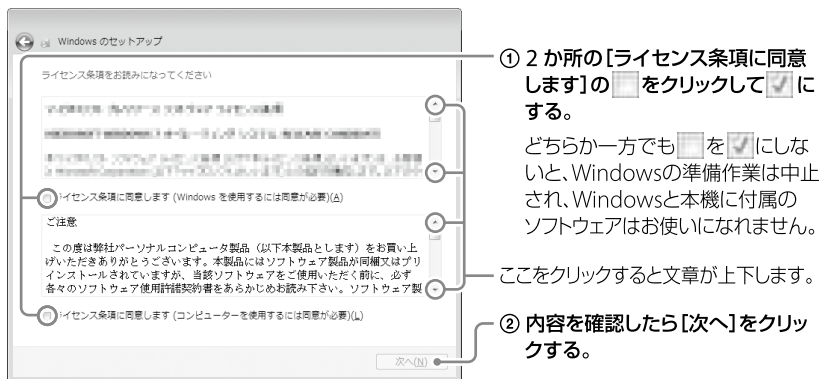 Windows のセットアップ
ライセンス条項をお読みになってください
ライセンス条項に同意します (Windows を使用するには同意が必要)(A)
ご注意
この度は弊社パーソナルコンピュータ製品（以下本製品とします）をお買い上
げいただきありがとうございます。本製品にはソフトウェア製品が同梱又はプリ
インストールされていますが、当該ソフトウェアをご使用いただく前に、必ず
各々のソフトウェア使用許諾契約書をあらかじめお読み下さい。ソフトウェア製
ライセンス条項に同意します (コンピューターを使用するには同意が必要)(L)
次へ(N)
① 2 か所の[ライセンス条項に同意
します]の をクリックして に
する。
どちらか一方でも を にしな
いと、Windowsの準備作業は中止
され、Windowsと本機に付属の
ソフトウェアはお使いになれません。
ここをクリックすると文章が上下します。
② 内容を確認したら[次へ]をクリッ
クする。